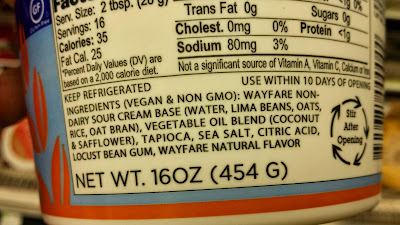 Serv. Size: 2 tbsp. (28 g)
Servings: 16
Calories: 35
Fat Cal. 25
*Percent Daily Values (DV) are
based on a 2,000 calorie diet.
Trans Fat 0g
Cholest. 0mg 0%
Sodium 80mg 3%
Sugars 0g
Protein <1g
Not a significant source of Vitamin A, Vitamin C, Calcium or
KEEP REFRIGERATED
USE WITHIN 10 DAYS OF OPENING
INGREDIENTS (VEGAN & NON GMO): WAYFARE NON-
DAIRY SOUR CREAM BASE (WATER, LIMA BEANS, OATS,
RICE, OAT BRAN), VEGETABLE OIL BLEND (COCONUT
& SAFFLOWER), TAPIOCA, SEA SALT, CITRIC ACID,
LOCUST BEAN GUM, WAYFARE NATURAL FLAVOR
Stir
After
Opening
NET WT. 16OZ (454 G)
GF